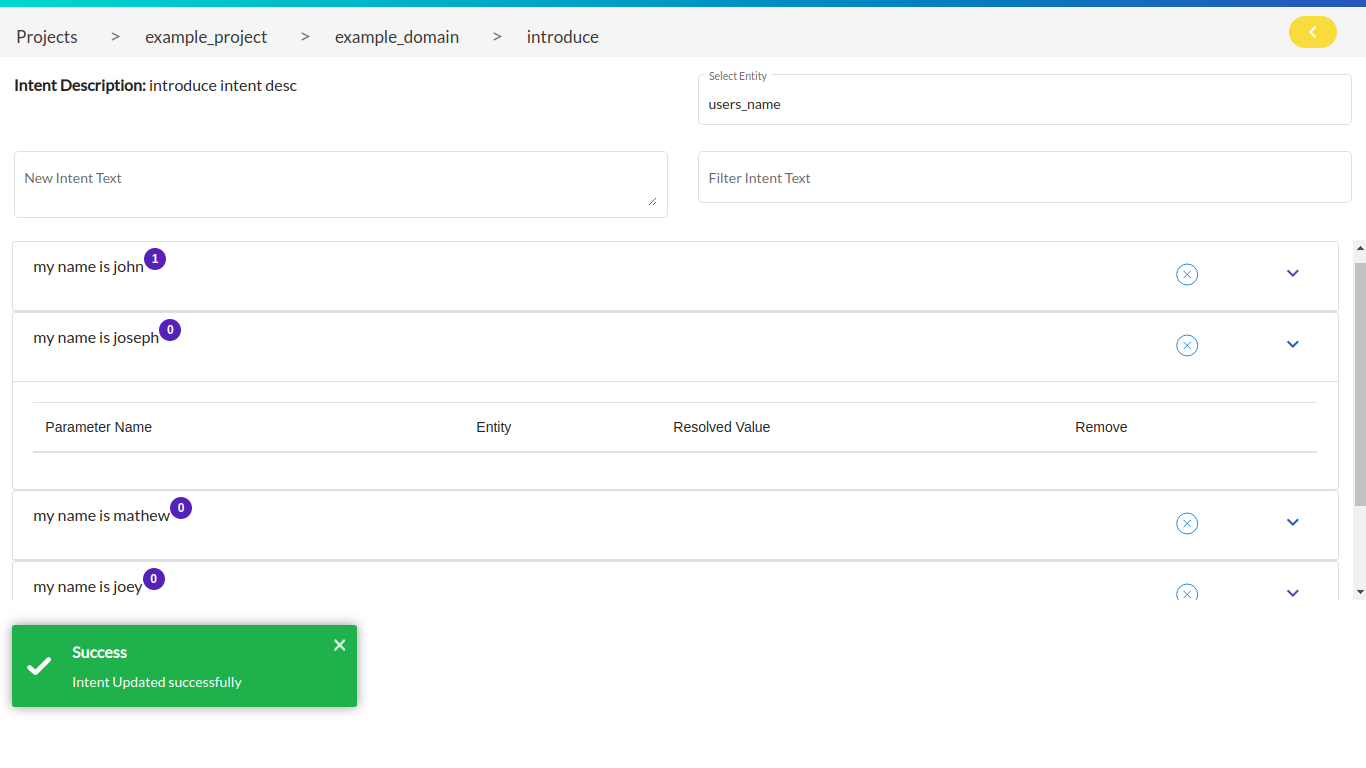 Projects > example_project > example_domain > introduce
Intent Description: introduce intent desc
Select Entity
users_name
New Intent Text
Filter Intent Text
my name is john 1
my name is joseph 0
Parameter Name Entity Resolved Value Remove
my name is mathew 0
my name is joey 0
Success
Intent Updated successfully